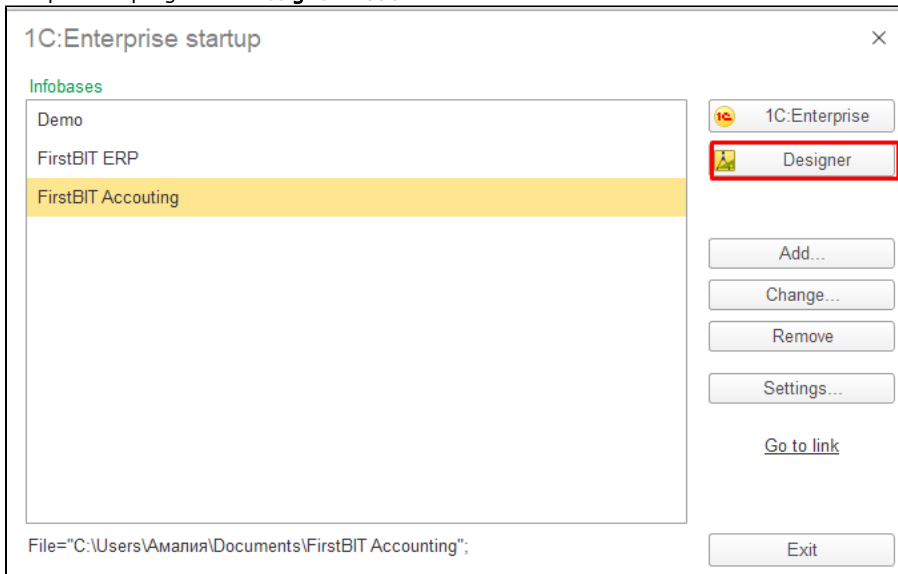 1C:Enterprise startup
Infobases
Demo
FirstBIT ERP
FirstBIT Accouting
1C:Enterprise
Designer
Add...
Change...
Remove
Settings...
Go to link
File="C:\Users\Амалия\Documents\FirstBIT Accounting";
Exit